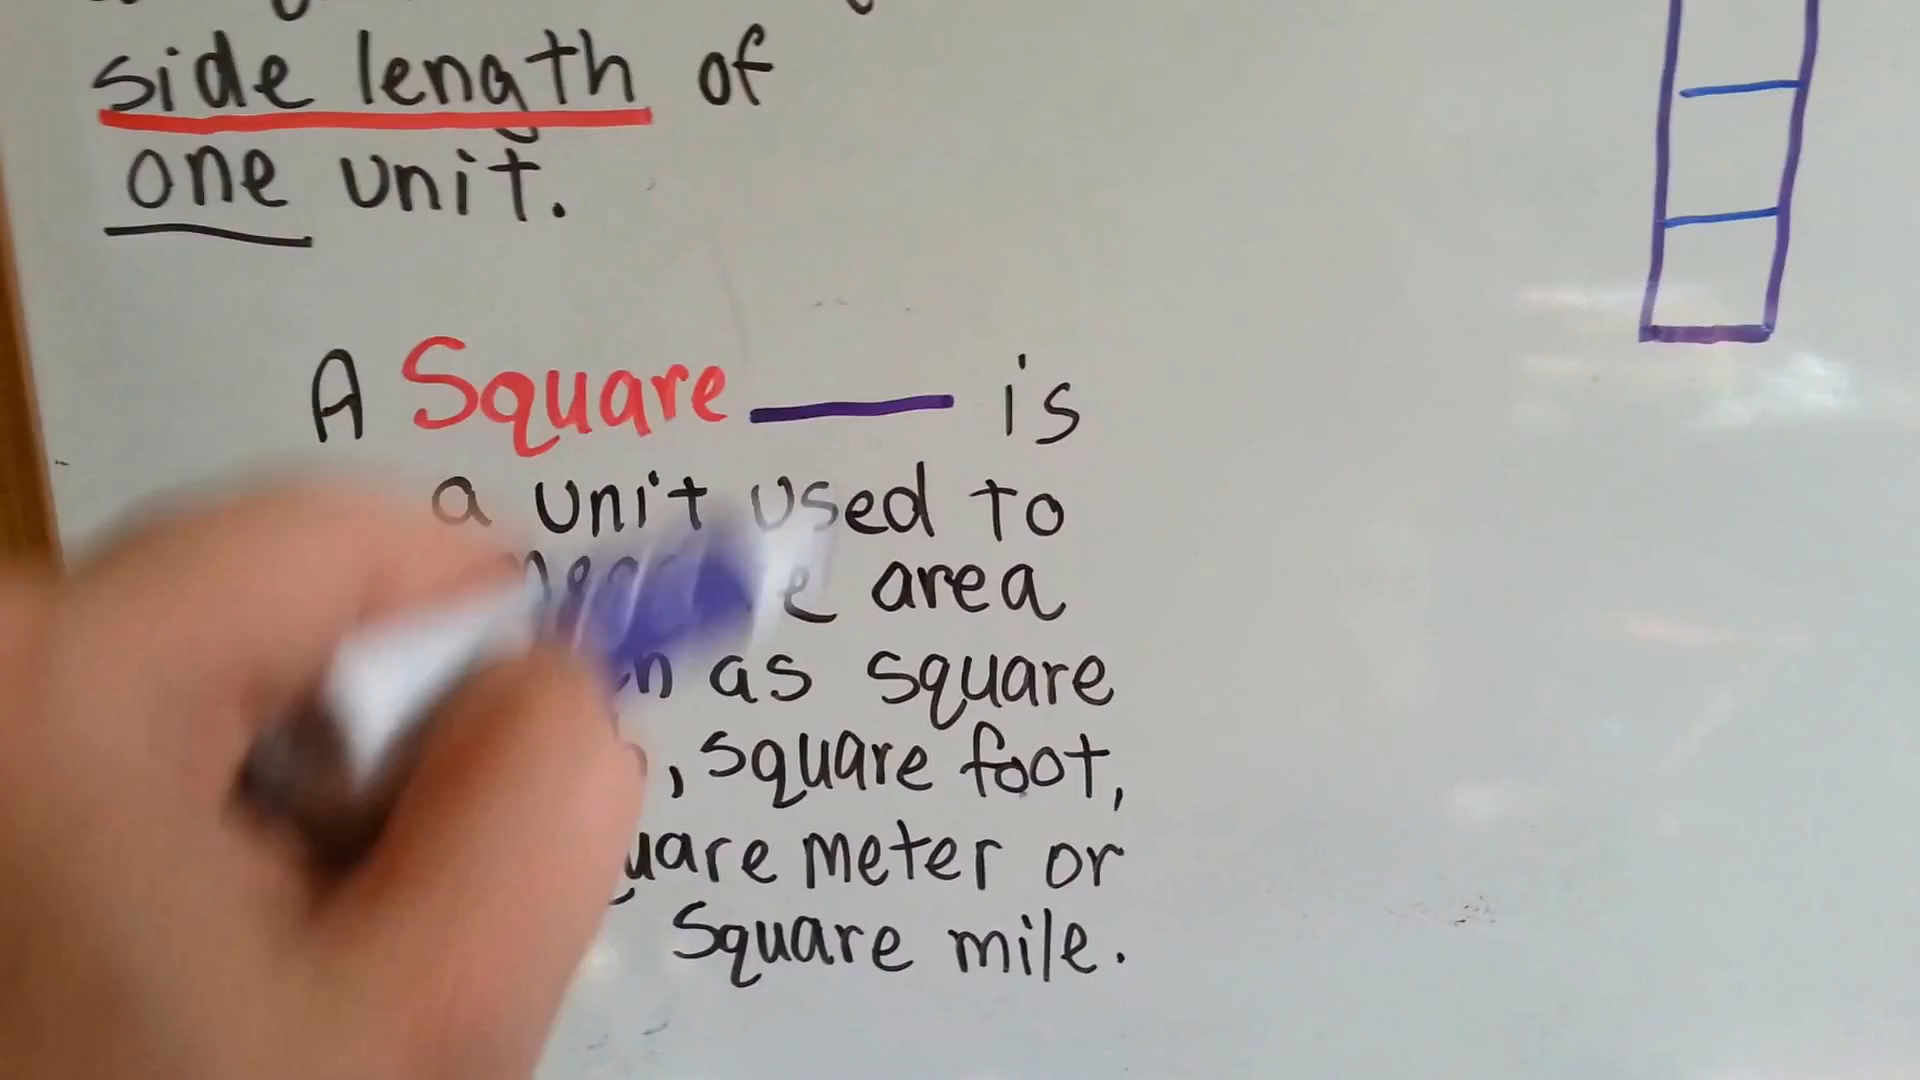 side length of
one unit.
A Square ____ is
a unit used to
area
as square
, square foot,
meter or
Square mile.